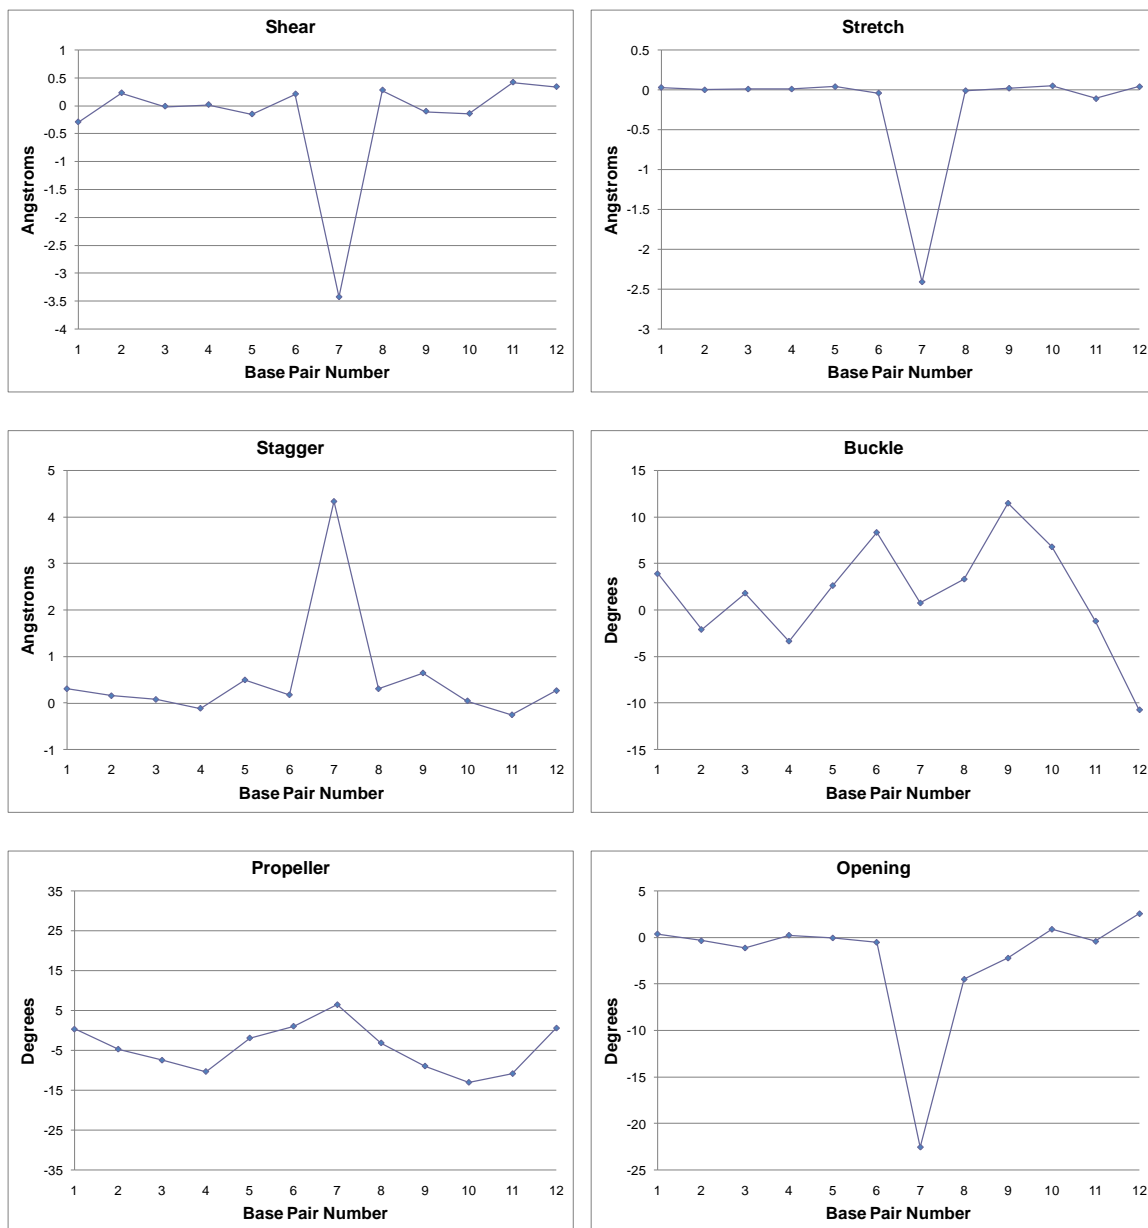 Shear
1
0.5
0
-0.5
-1
-1.5
-2
-2.5
-3
-3.5
-4
Angstroms
1 2 3 4 5 6 7 8 9 10 11 12
Base Pair Number
Stretch
0.5
0
-0.5
-1
-1.5
-2
-2.5
-3
Angstroms
1 2 3 4 5 6 7 8 9 10 11 12
Base Pair Number
Stagger
5
4
3
2
1
0
-1
Angstroms
1 2 3 4 5 6 7 8 9 10 11 12
Base Pair Number
Buckle
15
10
5
0
-5
-10
-15
Degrees
1 2 3 4 5 6 7 8 9 10 11 12
Base Pair Number
Propeller
35
25
15
5
-5
-15
-25
-35
Degrees
1 2 3 4 5 6 7 8 9 10 11 12
Base Pair Number
Opening
5
0
-5
-10
-15
-20
-25
Degrees
1 2 3 4 5 6 7 8 9 10 11 12
Base Pair Number